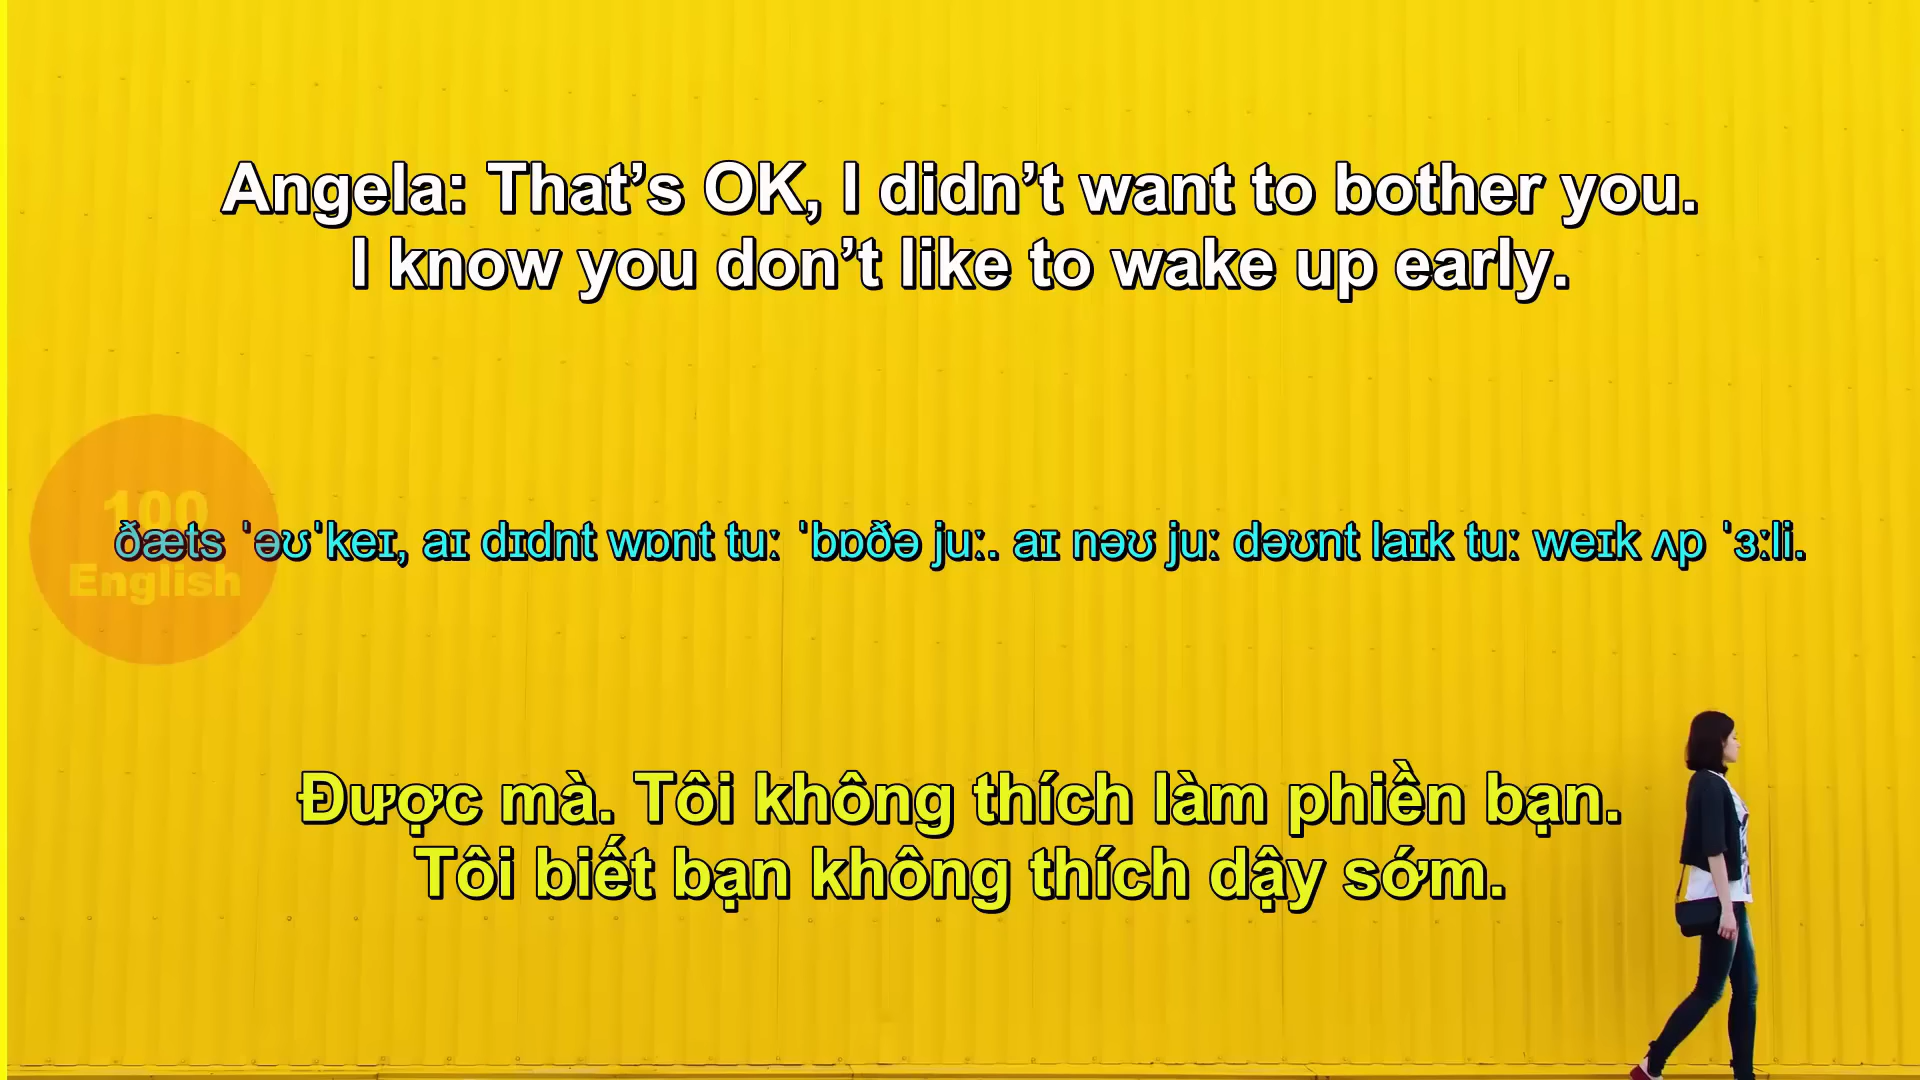 Angela: That’s OK, I didn’t want to bother you.
I know you don’t like to wake up early.
100
English
ðæts ˈəʊˈkeɪ, aɪ dɪdnt wɒnt tuː ˈbɒðə juː. aɪ nəʊ juː dəʊnt laɪk tuː weɪk ʌp ˈɜːli.
Được mà. Tôi không thích làm phiền bạn.
Tôi biết bạn không thích dậy sớm.